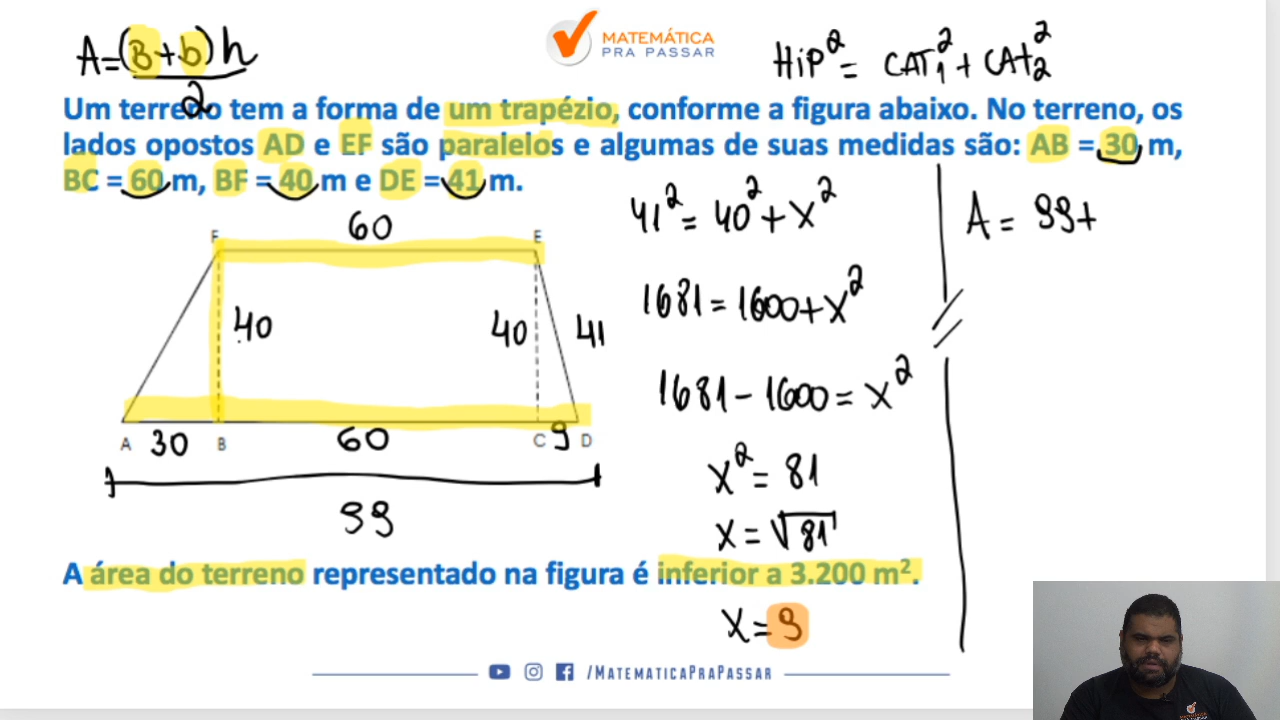 A=(B+b)h
2
MATEMÁTICA
PRA PASSAR
HiP² = CAT₁² + CAt₂²
Um terreno tem a forma de um trapézio, conforme a figura abaixo. No terreno, os
lados opostos AD e EF são paralelos e algumas de suas medidas são: AB = 30 m,
BC = 60 m, BF = 40 m e DE = 41 m.
41² = 40² + x²
A = 99+
60
F E
40 40 41
1681 = 1600 + x²
1681 - 1600 = x²
A 30 B 60 C 9 D
99
x² = 81
x = √81
A área do terreno representado na figura é inferior a 3.200 m².
x = 9
/MATEMATICAPRAPASSAR